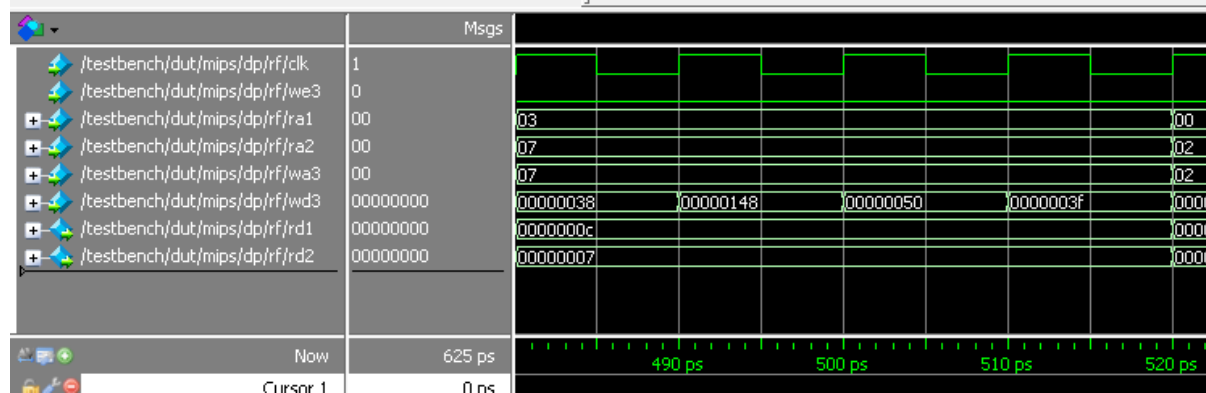 Msgs
/testbench/dut/mips/dp/rf/clk 1
/testbench/dut/mips/dp/rf/we3 0
/testbench/dut/mips/dp/rf/ra1 00 03 00
/testbench/dut/mips/dp/rf/ra2 00 07 02
/testbench/dut/mips/dp/rf/wa3 00 07 02
/testbench/dut/mips/dp/rf/wd3 00000000 00000038 00000148 00000050 0000003f 0000
/testbench/dut/mips/dp/rf/rd1 00000000 0000000c 0000
/testbench/dut/mips/dp/rf/rd2 00000000 00000007 0000
Now 625 ps 490 ps 500 ps 510 ps 520 ps
Cursor 1 0 ps